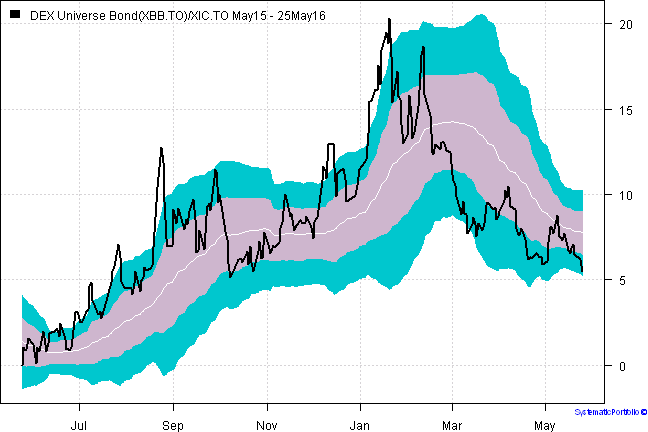 DEX Universe Bond(XBB.TO)/XIC.TO May15 - 25May16
20
15
10
5
0
Jul Sep Nov Jan Mar May
SystematicPortfolio ©